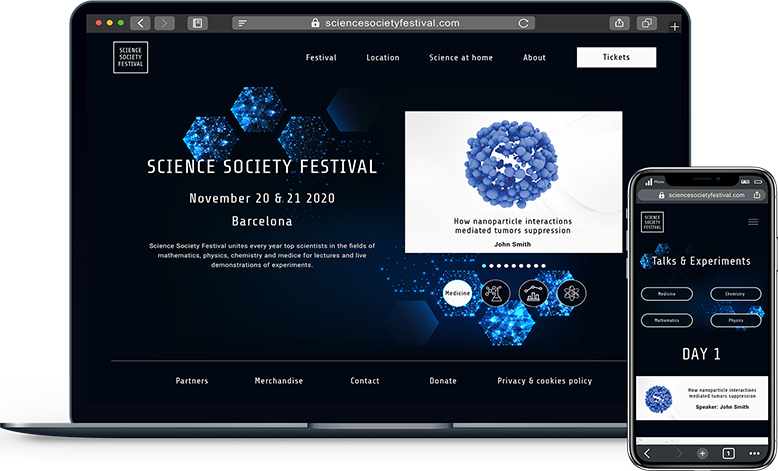 sciencesocietyfestival.com
SCIENCE
SOCIETY
FESTIVAL
Festival
Location
Science at home
About
Tickets
SCIENCE SOCIETY FESTIVAL
November 20 & 21 2020
Barcelona
Science Society Festival unites every year top scientists in the fields of
mathematics, physics, chemistry and medice for lectures and live
demonstrations of experiments.
How nanoparticle interactions
mediated tumors suppression
John Smith
Medicine
Partners
Merchandise
Contact
Donate
Privacy & cookies policy
Phone
sciencesocietyfestival.com
SCIENCE
SOCIETY
FESTIVAL
Talks & Experiments
Medicine
Chemistry
Mathematics
Physics
DAY 1
How nanoparticle interactions
mediated tumors suppression
Speaker: John Smith
1